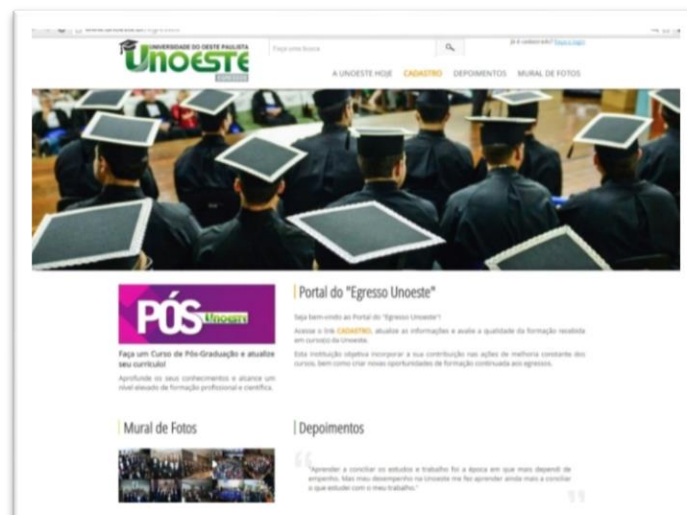 UNIVERSIDADE DO OESTE PAULISTA
Unoeste
Faça uma busca
Já é cadastrado? Faça o login
A UNOESTE HOJE CADASTRO DEPOIMENTOS MURAL DE FOTOS
PÓS Unoeste
Faça um Curso de Pós-Graduação e atualize
seu currículo!
Aprofunde os seus conhecimentos e alcance um
nível elevado de formação profissional e científica.
Portal do "Egresso Unoeste"
Seja bem-vindo ao Portal do "Egresso Unoeste"!
Acesse o link CADASTRO, atualize as informações e avalie a qualidade da formação recebida
em curso(s) da Unoeste.
Esta Instituição objetiva incorporar a sua contribuição nas ações de melhoria constante dos
cursos, bem como criar novas oportunidades de formação continuada aos egressos.
Mural de Fotos
Depoimentos
"Aprender a conciliar os estudos e trabalho foi a época em que mais dependi de
empenho. Mas meu desempenho na Unoeste me fez aprender ainda mais a conciliar
o que estudei com o meu trabalho."